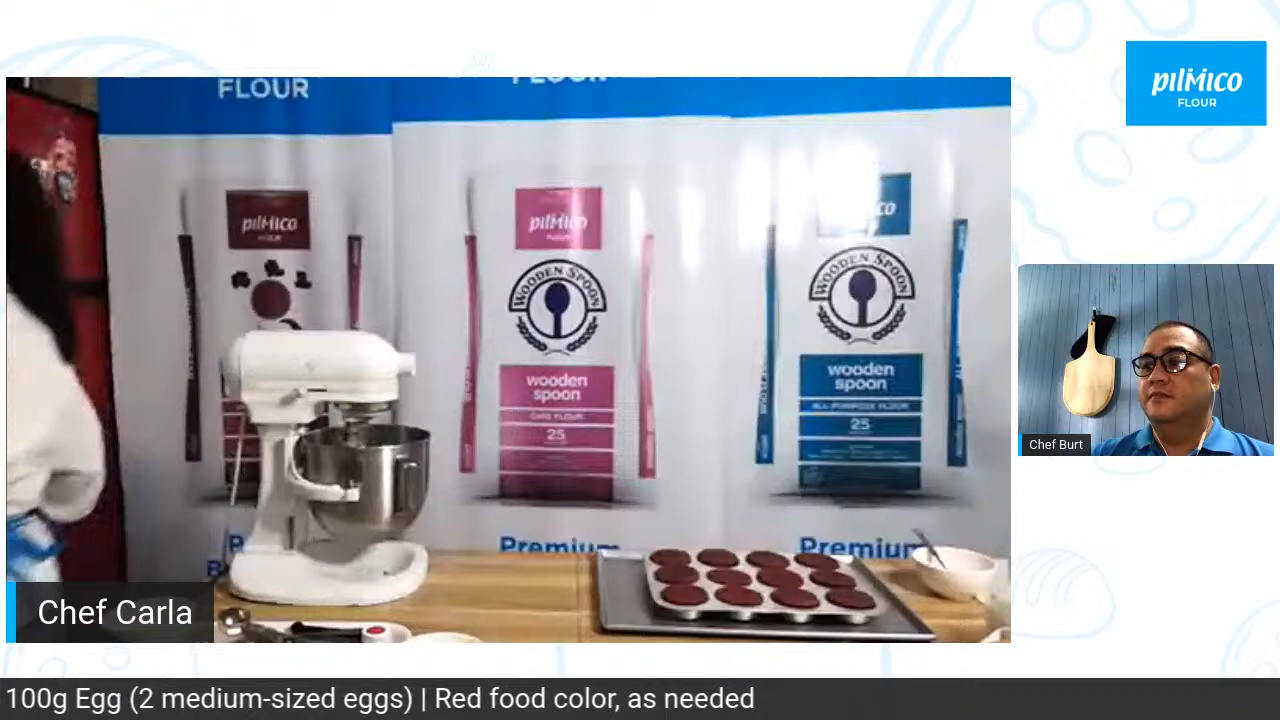 FLOUR
FLOUR
PILMICO
FLOUR
PILMICO
PILMICO
FLOUR
WOODEN SPOON
WOODEN SPOON
wooden
spoon
CAKE FLOUR
25
wooden
spoon
ALL-PURPOSE FLOUR
25
Premium
Premium
Chef Burt
Chef Carla
100g Egg (2 medium-sized eggs) | Red food color, as needed